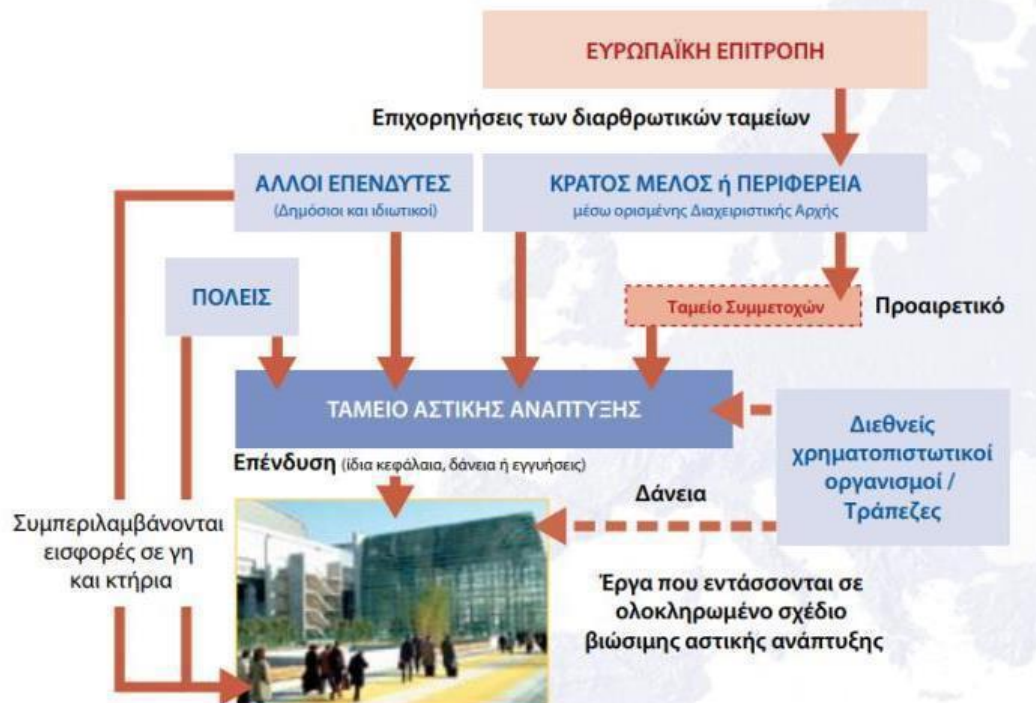 ΕΥΡΩΠΑΪΚΗ ΕΠΙΤΡΟΠΗ
Επιχορηγήσεις των διαρθρωτικών ταμείων
ΑΛΛΟΙ ΕΠΕΝΔΥΤΕΣ
(Δημόσιοι και ιδιωτικοί)
ΚΡΑΤΟΣ ΜΕΛΟΣ ή ΠΕΡΙΦΕΡΕΙΑ
μέσω ορισμένης Διαχειριστικής Αρχής
ΠΟΛΕΙΣ
Ταμείο Συμμετοχών
Προαιρετικό
ΤΑΜΕΙΟ ΑΣΤΙΚΗΣ ΑΝΑΠΤΥΞΗΣ
Επένδυση (ίδια κεφάλαια, δάνεια ή εγγυήσεις)
Διεθνείς
χρηματοπιστωτικοί
οργανισμοί /
Τράπεζες
Δάνεια
Συμπεριλαμβάνονται
εισφορές σε γη
και κτήρια
Έργα που εντάσσονται σε
ολοκληρωμένο σχέδιο
βιώσιμης αστικής ανάπτυξης